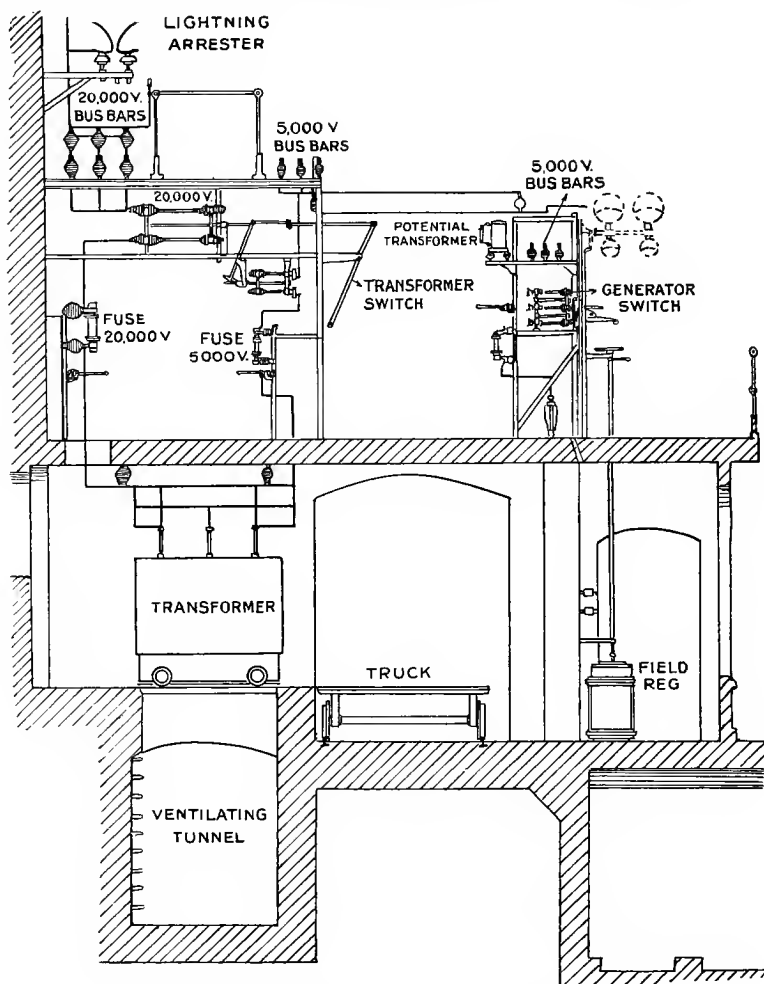 LIGHTNING
ARRESTER
20,000 V.
BUS BARS
5,000 V
BUS BARS
5,000 V.
BUS BARS
20,000 V.
POTENTIAL
TRANSFORMER
TRANSFORMER
SWITCH
GENERATOR
SWITCH
FUSE
20,000 V
FUSE
5000 V.
TRANSFORMER
TRUCK
FIELD
REG
VENTILATING
TUNNEL